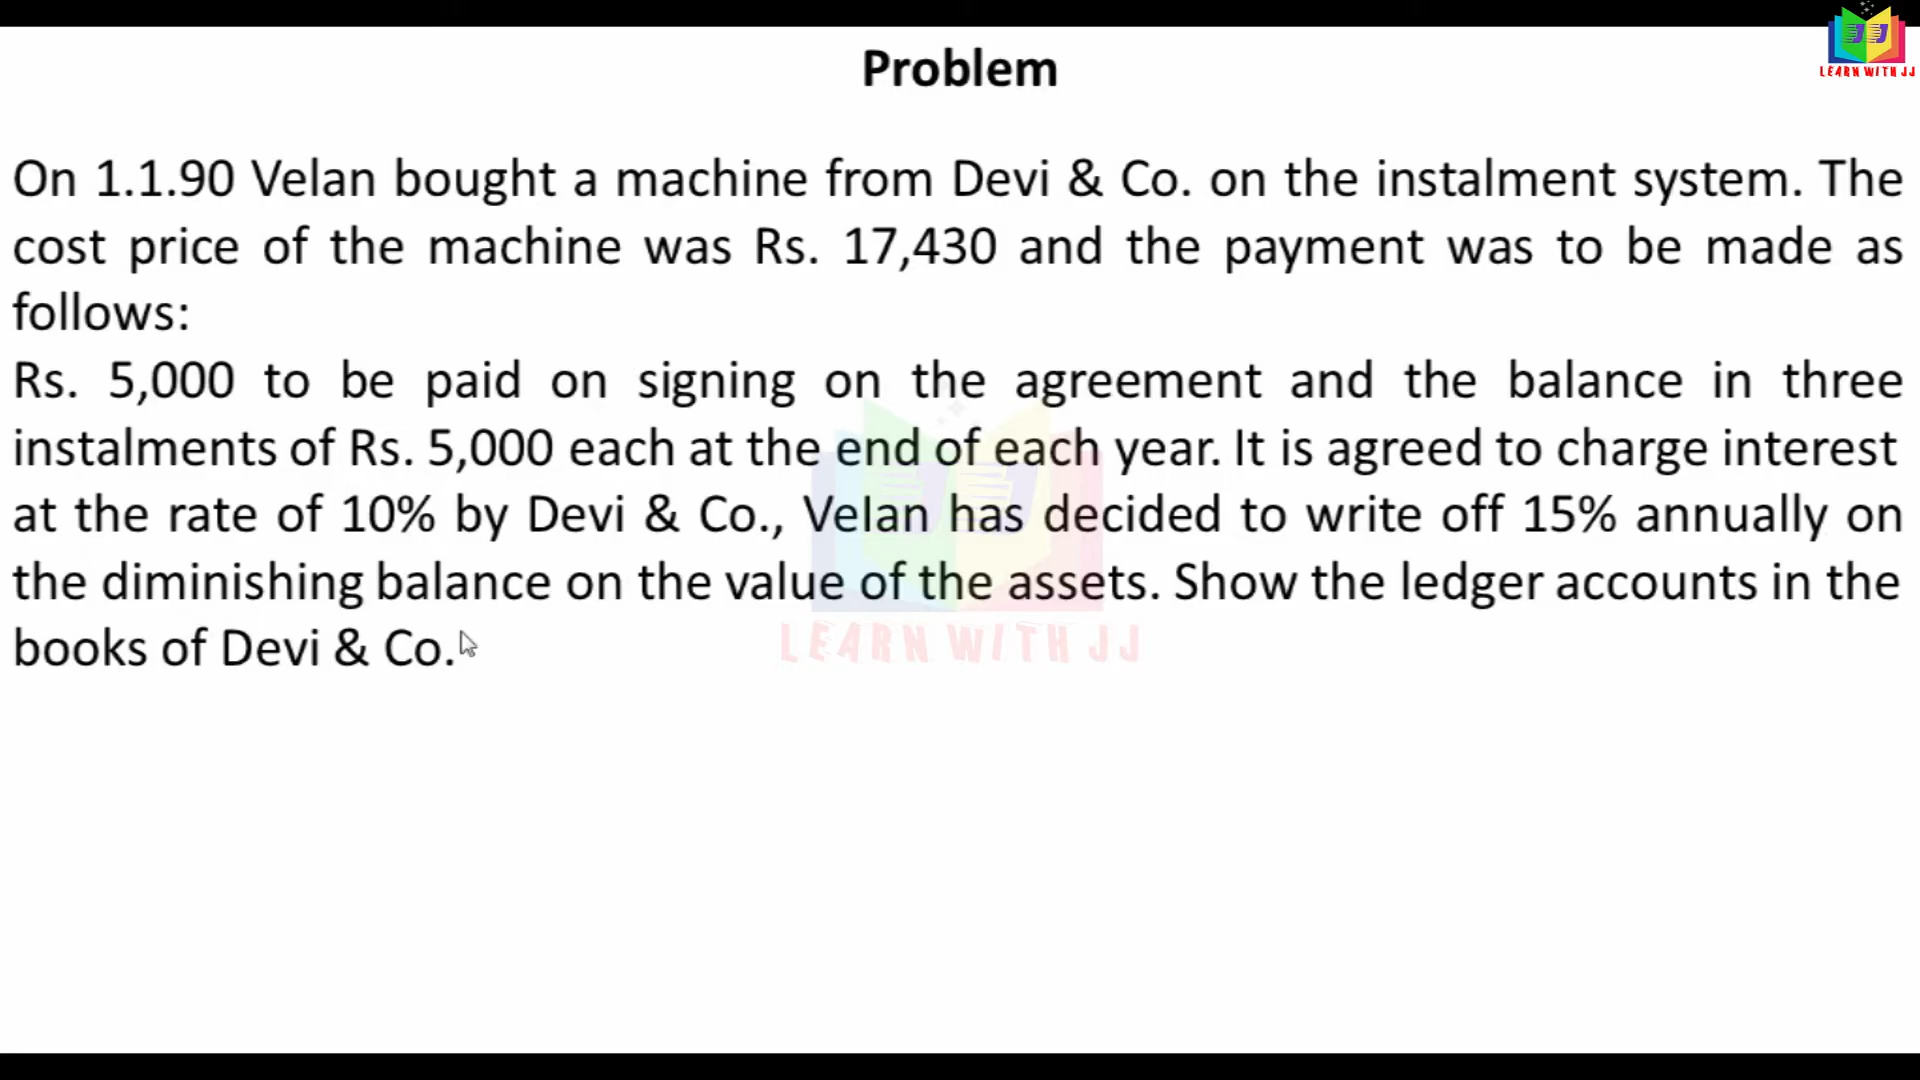 LEARN WITH JJ
Problem
On 1.1.90 Velan bought a machine from Devi & Co. on the instalment system. The
cost price of the machine was Rs. 17,430 and the payment was to be made as
follows:
Rs. 5,000 to be paid on signing on the agreement and the balance in three
instalments of Rs. 5,000 each at the end of each year. It is agreed to charge interest
at the rate of 10% by Devi & Co., Velan has decided to write off 15% annually on
the diminishing balance on the value of the assets. Show the ledger accounts in the
books of Devi & Co.
LEARN WITH JJ